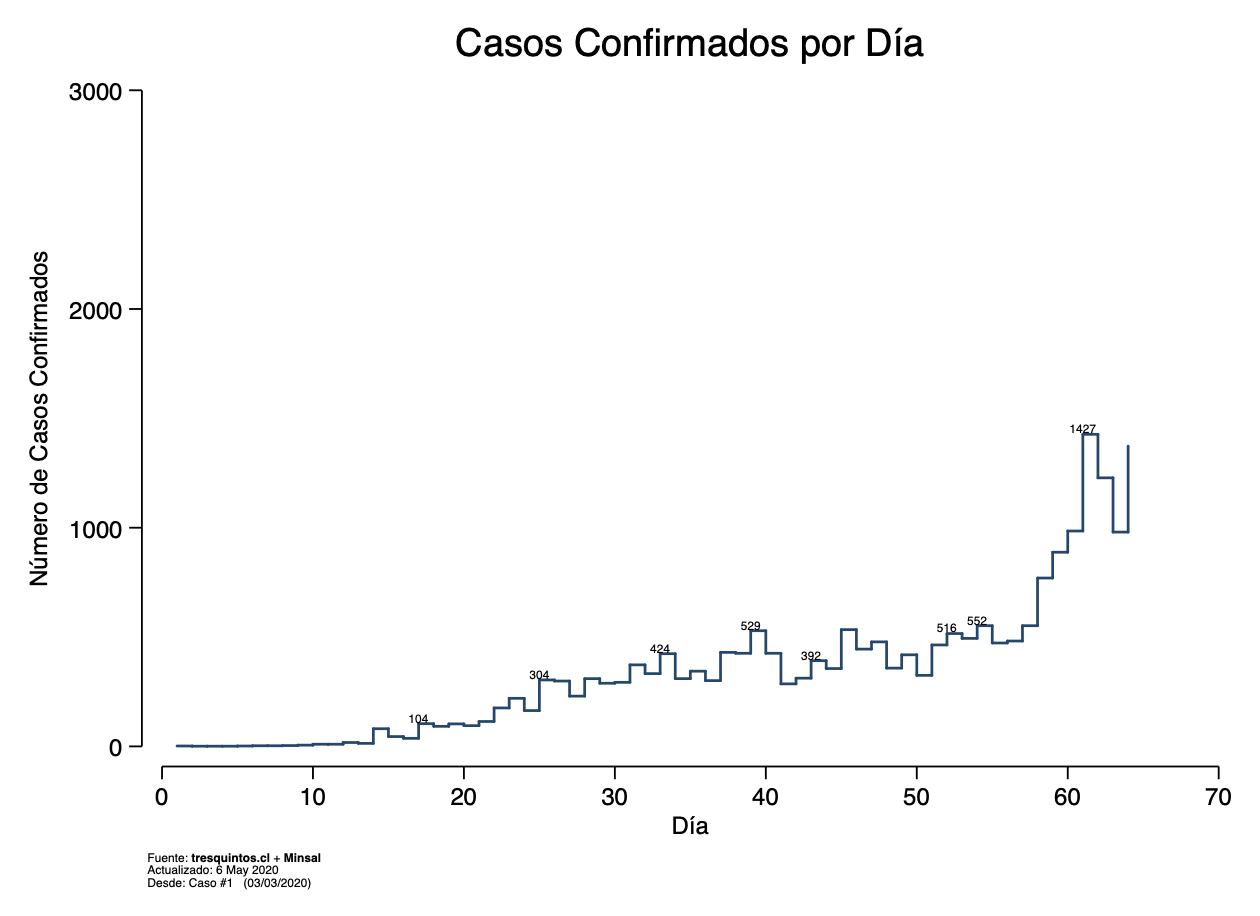 Casos Confirmados por Día
3000
2000
1000
0
Número de Casos Confirmados
104
304
424
529
392
516
552
1427
0 10 20 30 40 50 60 70
Día
Fuente: tresquintos.cl + Minsal
Actualizado: 6 May 2020
Desde: Caso #1 (03/03/2020)